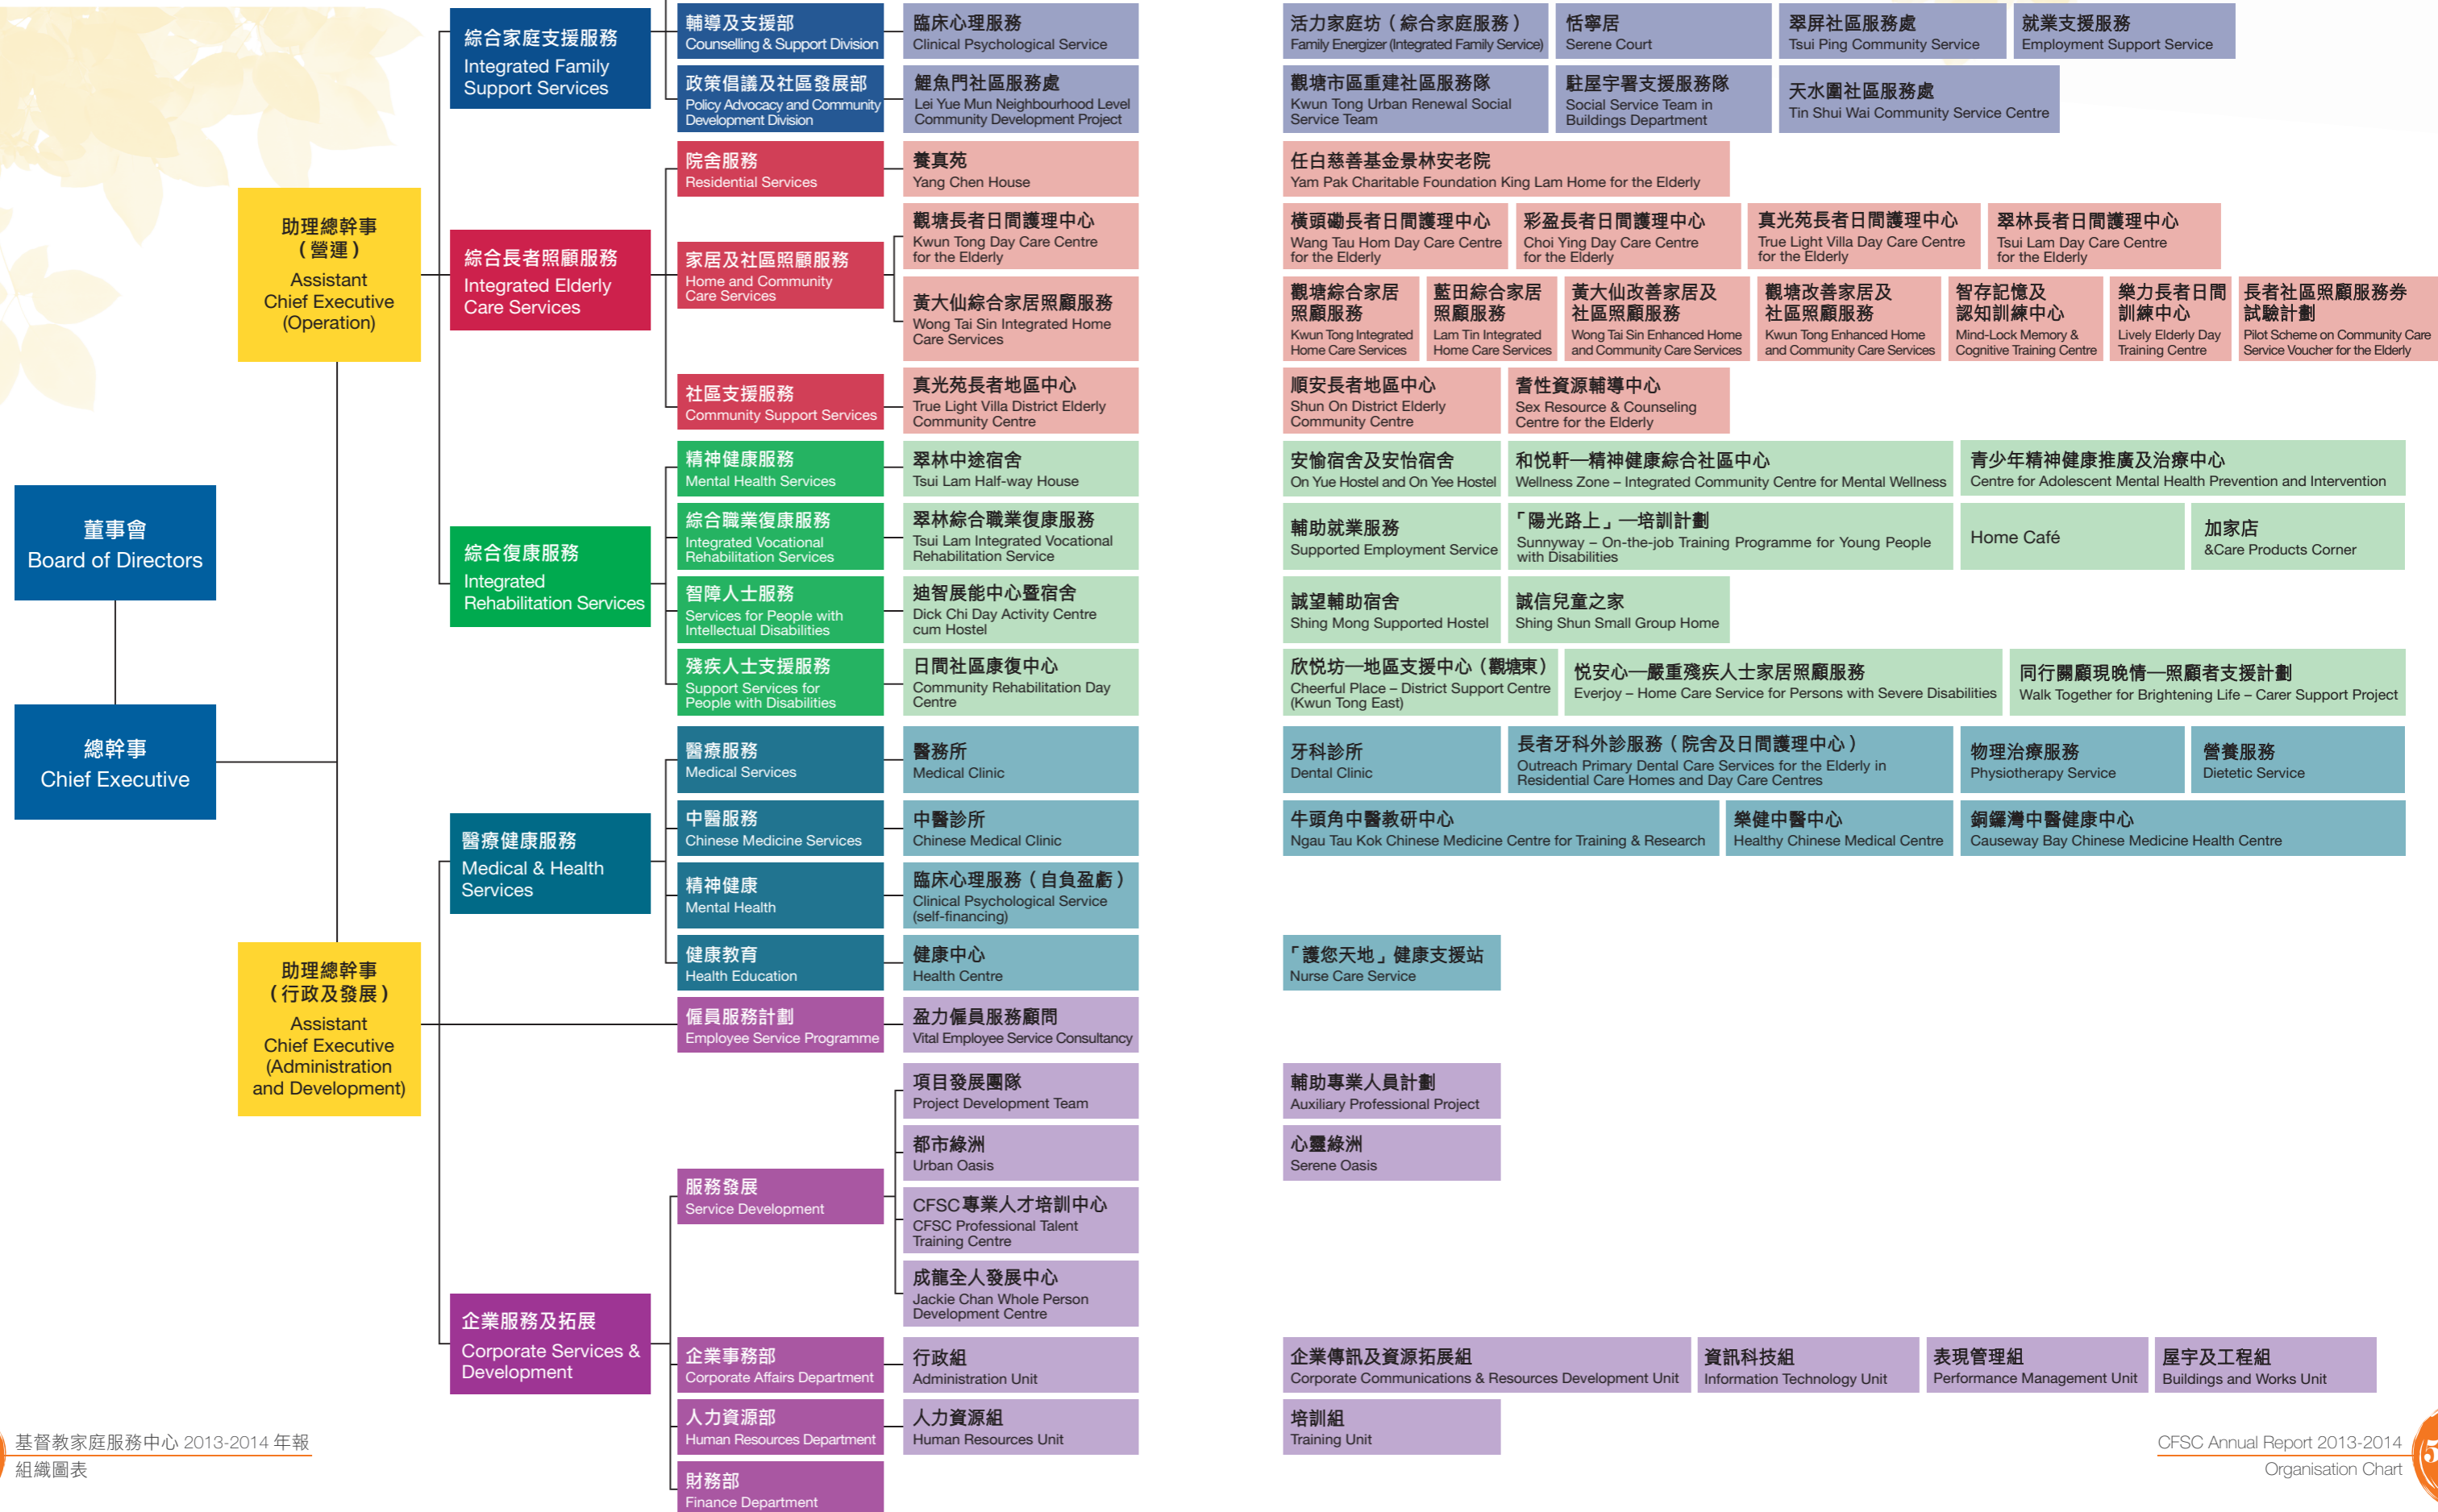 董事會
Board of Directors
總幹事
Chief Executive
助理總幹事
（營運）
Assistant
Chief Executive
(Operation)
綜合家庭支援服務
Integrated Family
Support Services
輔導及支援部
Counselling & Support Division
臨床心理服務
Clinical Psychological Service
活力家庭坊（綜合家庭服務）
Family Energizer (Integrated Family Service)
恬寧居
Serene Court
翠屏社區服務處
Tsui Ping Community Service
就業支援服務
Employment Support Service
政策倡議及社區發展部
Policy Advocacy and Community
Development Division
鯉魚門社區服務處
Lei Yue Mun Neighbourhood Level
Community Development Project
觀塘市區重建社區服務隊
Kwun Tong Urban Renewal Social
Service Team
駐屋宇署支援服務隊
Social Service Team in
Buildings Department
天水圍社區服務處
Tin Shui Wai Community Service Centre
綜合長者照顧服務
Integrated Elderly
Care Services
院舍服務
Residential Services
養真苑
Yang Chen House
任白慈善基金景林安老院
Yam Pak Charitable Foundation King Lam Home for the Elderly
家居及社區照顧服務
Home and Community
Care Services
觀塘長者日間護理中心
Kwun Tong Day Care Centre
for the Elderly
橫頭磡長者日間護理中心
Wang Tau Hom Day Care Centre
for the Elderly
彩盈長者日間護理中心
Choi Ying Day Care Centre
for the Elderly
真光苑長者日間護理中心
True Light Villa Day Care Centre
for the Elderly
翠林長者日間護理中心
Tsui Lam Day Care Centre
for the Elderly
黃大仙綜合家居照顧服務
Wong Tai Sin Integrated Home
Care Services
觀塘綜合家居
照顧服務
Kwun Tong Integrated
Home Care Services
藍田綜合家居
照顧服務
Lam Tin Integrated
Home Care Services
黃大仙改善家居及
社區照顧服務
Wong Tai Sin Enhanced Home
and Community Care Services
觀塘改善家居及
社區照顧服務
Kwun Tong Enhanced Home
and Community Care Services
智存記憶及
認知訓練中心
Mind-Lock Memory &
Cognitive Training Centre
樂力長者日間
訓練中心
Lively Elderly Day
Training Centre
長者社區照顧服務券
試驗計劃
Pilot Scheme on Community Care
Service Voucher for the Elderly
社區支援服務
Community Support Services
真光苑長者地區中心
True Light Villa District Elderly
Community Centre
順安長者地區中心
Shun On District Elderly
Community Centre
耆性資源輔導中心
Sex Resource & Counseling
Centre for the Elderly
綜合復康服務
Integrated
Rehabilitation Services
精神健康服務
Mental Health Services
翠林中途宿舍
Tsui Lam Half-way House
安愉宿舍及安怡宿舍
On Yue Hostel and On Yee Hostel
和悅軒—精神健康綜合社區中心
Wellness Zone – Integrated Community Centre for Mental Wellness
青少年精神健康推廣及治療中心
Centre for Adolescent Mental Health Prevention and Intervention
綜合職業復康服務
Integrated Vocational
Rehabilitation Services
翠林綜合職業復康服務
Tsui Lam Integrated Vocational
Rehabilitation Service
輔助就業服務
Supported Employment Service
「陽光路上」—培訓計劃
Sunnyway – On-the-job Training Programme for Young People
with Disabilities
Home Café
加家店
&Care Products Corner
智障人士服務
Services for People with
Intellectual Disabilities
迪智展能中心暨宿舍
Dick Chi Day Activity Centre
cum Hostel
誠望輔助宿舍
Shing Mong Supported Hostel
誠信兒童之家
Shing Shun Small Group Home
殘疾人士支援服務
Support Services for
People with Disabilities
日間社區康復中心
Community Rehabilitation Day
Centre
欣悅坊—地區支援中心（觀塘東）
Cheerful Place – District Support Centre
(Kwun Tong East)
悅安心—嚴重殘疾人士家居照顧服務
Everjoy – Home Care Service for Persons with Severe Disabilities
同行關顧現晚情—照顧者支援計劃
Walk Together for Brightening Life – Carer Support Project
助理總幹事
（行政及發展）
Assistant
Chief Executive
(Administration
and Development)
醫療健康服務
Medical & Health
Services
醫療服務
Medical Services
醫務所
Medical Clinic
牙科診所
Dental Clinic
長者牙科外診服務（院舍及日間護理中心）
Outreach Primary Dental Care Services for the Elderly in
Residential Care Homes and Day Care Centres
物理治療服務
Physiotherapy Service
營養服務
Dietetic Service
中醫服務
Chinese Medicine Services
中醫診所
Chinese Medical Clinic
牛頭角中醫教研中心
Ngau Tau Kok Chinese Medicine Centre for Training & Research
樂健中醫中心
Healthy Chinese Medical Centre
銅鑼灣中醫健康中心
Causeway Bay Chinese Medicine Health Centre
精神健康
Mental Health
臨床心理服務（自負盈虧）
Clinical Psychological Service
(self-financing)
健康教育
Health Education
健康中心
Health Centre
「護您天地」健康支援站
Nurse Care Service
僱員服務計劃
Employee Service Programme
盈力僱員服務顧問
Vital Employee Service Consultancy
企業服務及拓展
Corporate Services &
Development
服務發展
Service Development
項目發展團隊
Project Development Team
輔助專業人員計劃
Auxiliary Professional Project
都市綠洲
Urban Oasis
心靈綠洲
Serene Oasis
CFSC專業人才培訓中心
CFSC Professional Talent
Training Centre
成龍全人發展中心
Jackie Chan Whole Person
Development Centre
企業事務部
Corporate Affairs Department
行政組
Administration Unit
企業傳訊及資源拓展組
Corporate Communications & Resources Development Unit
資訊科技組
Information Technology Unit
表現管理組
Performance Management Unit
屋宇及工程組
Buildings and Works Unit
人力資源部
Human Resources Department
人力資源組
Human Resources Unit
培訓組
Training Unit
財務部
Finance Department
基督教家庭服務中心 2013-2014 年報
組織圖表
CFSC Annual Report 2013-2014
Organisation Chart